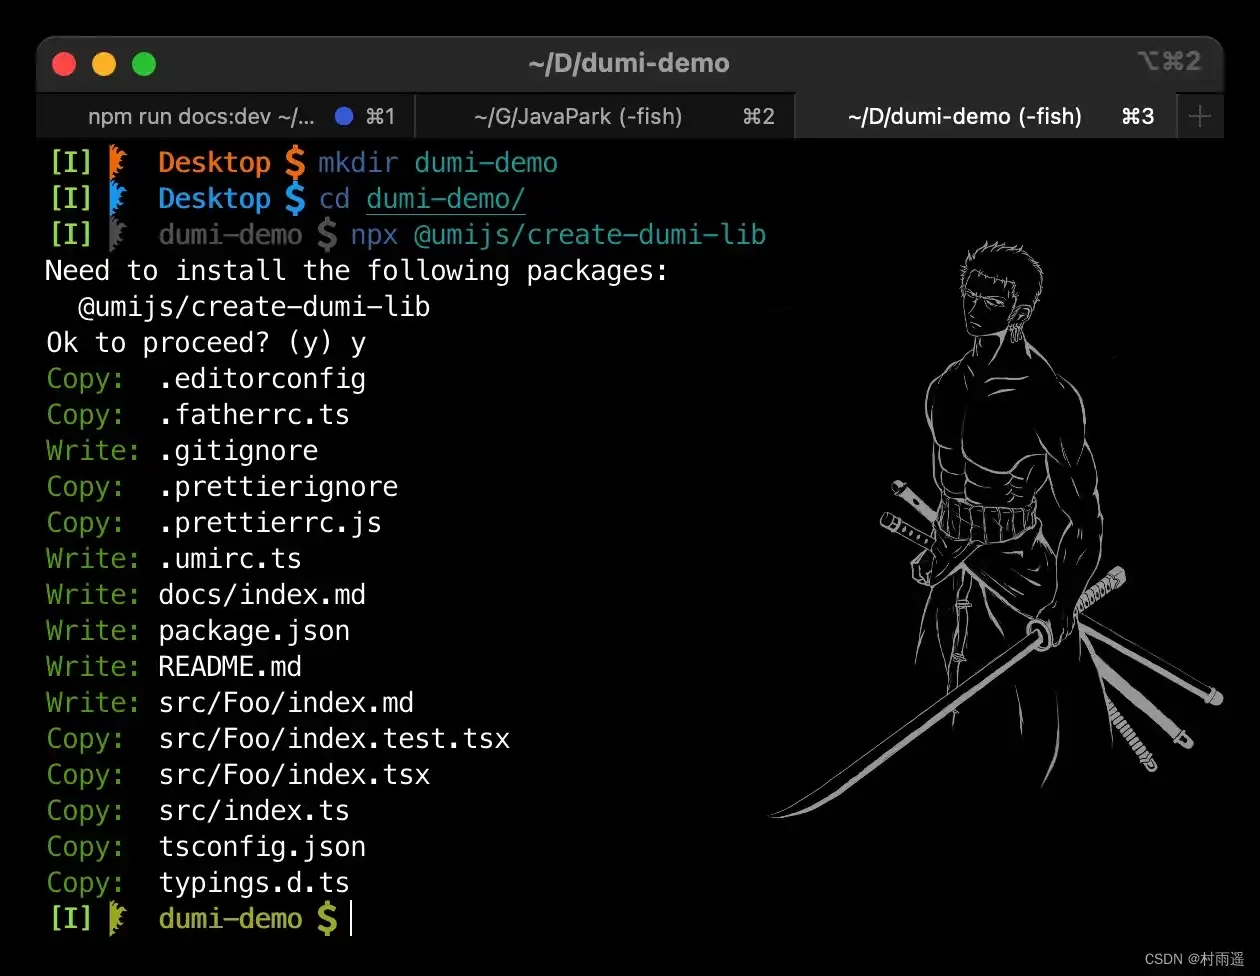 ~/D/dumi-demo ⌥⌘2
npm run docs:dev ~/... ⌘1 ~/G/JavaPark (-fish) ⌘2 ~/D/dumi-demo (-fish) ⌘3 +
[I] Desktop $ mkdir dumi-demo
[I] Desktop $ cd dumi-demo/
[I] dumi-demo $ npx @umijs/create-dumi-lib
Need to install the following packages:
@umijs/create-dumi-lib
Ok to proceed? (y) y
Copy: .editorconfig
Copy: .fatherrc.ts
Write: .gitignore
Copy: .prettierignore
Copy: .prettierrc.js
Write: .umirc.ts
Write: docs/index.md
Write: package.json
Write: README.md
Write: src/Foo/index.md
Copy: src/Foo/index.test.tsx
Copy: src/Foo/index.tsx
Copy: src/index.ts
Copy: tsconfig.json
Copy: typings.d.ts
[I] dumi-demo $
CSDN @村雨遥